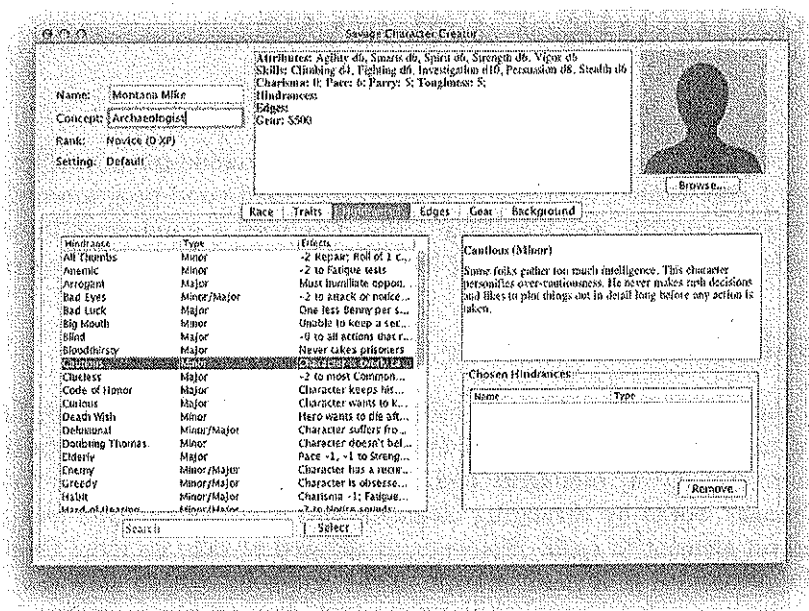 Savage Character Creator
Name: Montana Mike
Concept: Archaeologist
Rank: Novice (0 XP)
Setting: Default
Attributes: Agility d6, Smarts d6, Spirit d6, Strength d6, Vigor d6
Skills: Climbing d4, Fighting d6, Investigation d10, Persuasion d8, Stealth d6
Charisma: 0; Pace: 6; Parry: 5; Toughness: 5;
Hindrances:
Edges:
Gear: $500
Browse...
Race Traits Edges Gear Background
Hindrance Type Effects
All Thumbs Minor -2 Repair; Roll of 1 c...
Anemic Minor -2 to Fatigue tests
Arrogant Major Must humiliate oppon...
Bad Eyes Minor/Major -2 to attack or notice...
Bad Luck Major One less Benny per s...
Big Mouth Minor Unable to keep a sec...
Blind Major to all actions that r...
Bloodthirsty Major Never takes prisoners
Clueless Major -2 to most Common...
Code of Honor Major Character keeps his...
Curious Major Character wants to k...
Death Wish Minor Hero wants to die aft...
Delusional Minor/Major Character suffers fro...
Doubting Thomas Minor Character doesn't bel...
Elderly Major Pace -1, -1 to Streng...
Enemy Minor/Major Character has a recur...
Greedy Minor/Major Character is obsesse...
Habit Minor/Major Charisma -1; Fatigue...
Hard of Hearing Minor/Major -2 to Notice sounds;
Search Select
Cautious (Minor)
Some folks gather too much intelligence. This character
personifies over-cautiousness. He never makes rash decisions
and likes to plot things out in detail long before any action is
taken.
Chosen Hindrances
Name Type
Remove